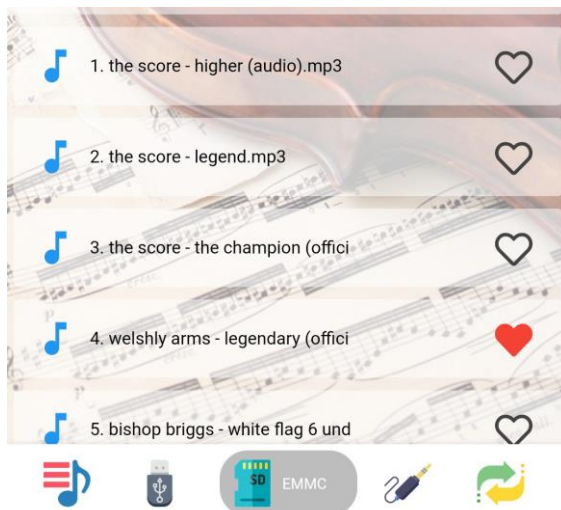 1. the score - higher (audio).mp3
2. the score - legend.mp3
3. the score - the champion (offici
4. welshly arms - legendary (offici
5. bishop briggs - white flag 6 und
SD
EMMC